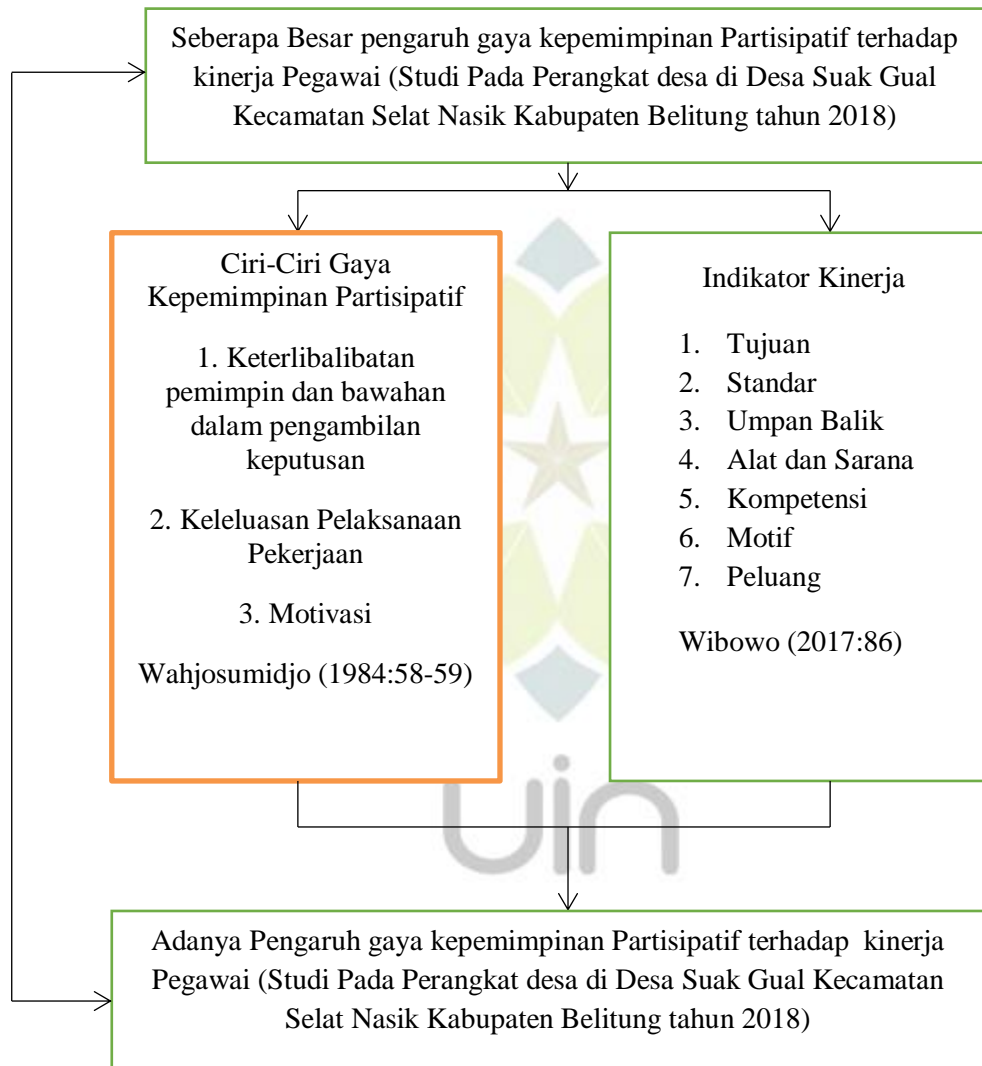 Seberapa Besar pengaruh gaya kepemimpinan Partisipatif terhadap
kinerja Pegawai (Studi Pada Perangkat desa di Desa Suak Gual
Kecamatan Selat Nasik Kabupaten Belitung tahun 2018)
Ciri-Ciri Gaya
Kepemimpinan Partisipatif
1. Keterlibalibatan
pemimpin dan bawahan
dalam pengambilan
keputusan
2. Keleluasan Pelaksanaan
Pekerjaan
3. Motivasi
Wahjosumidjo (1984:58-59)
Indikator Kinerja
1. Tujuan
2. Standar
3. Umpan Balik
4. Alat dan Sarana
5. Kompetensi
6. Motif
7. Peluang
Wibowo (2017:86)
uin
Adanya Pengaruh gaya kepemimpinan Partisipatif terhadap kinerja
Pegawai (Studi Pada Perangkat desa di Desa Suak Gual Kecamatan
Selat Nasik Kabupaten Belitung tahun 2018)